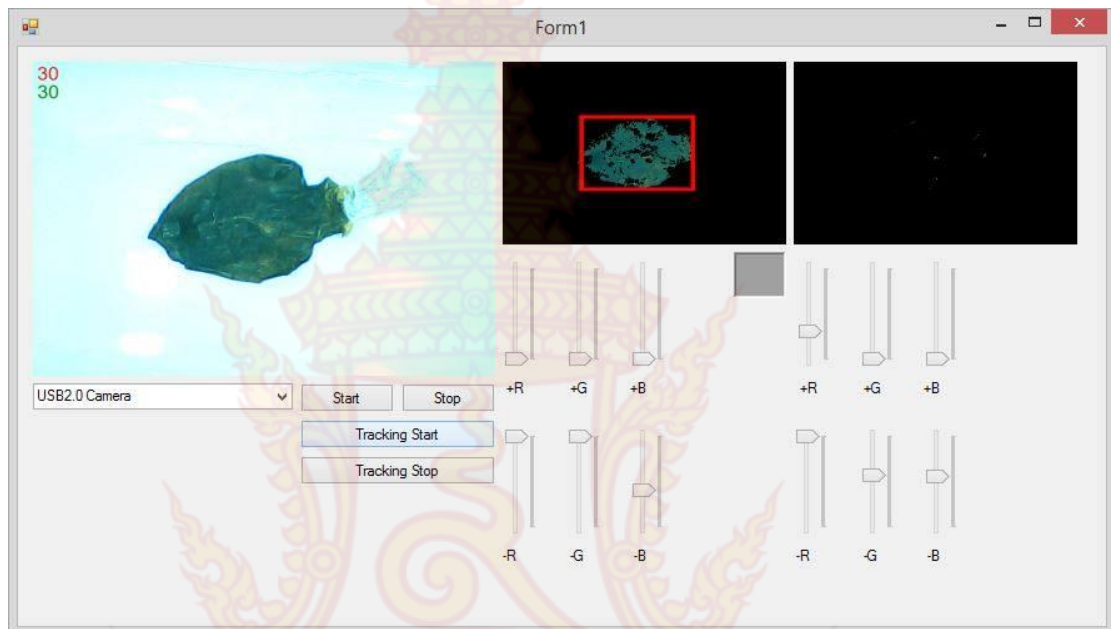 Form1
30
30
USB2.0 Camera
Start Stop
Tracking Start
Tracking Stop
+R +G +B
-R -G -B
+R +G +B
-R -G -B